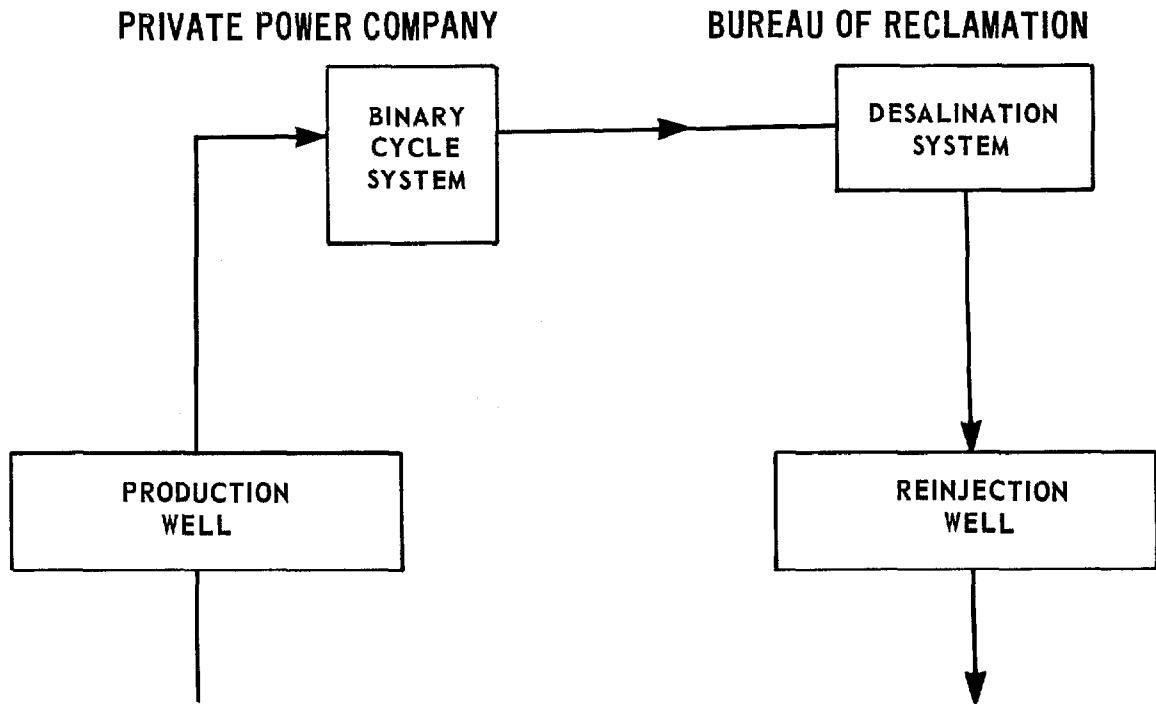 PRIVATE POWER COMPANY
BUREAU OF RECLAMATION
BINARY
CYCLE
SYSTEM
DESALINATION
SYSTEM
PRODUCTION
WELL
REINJECTION
WELL